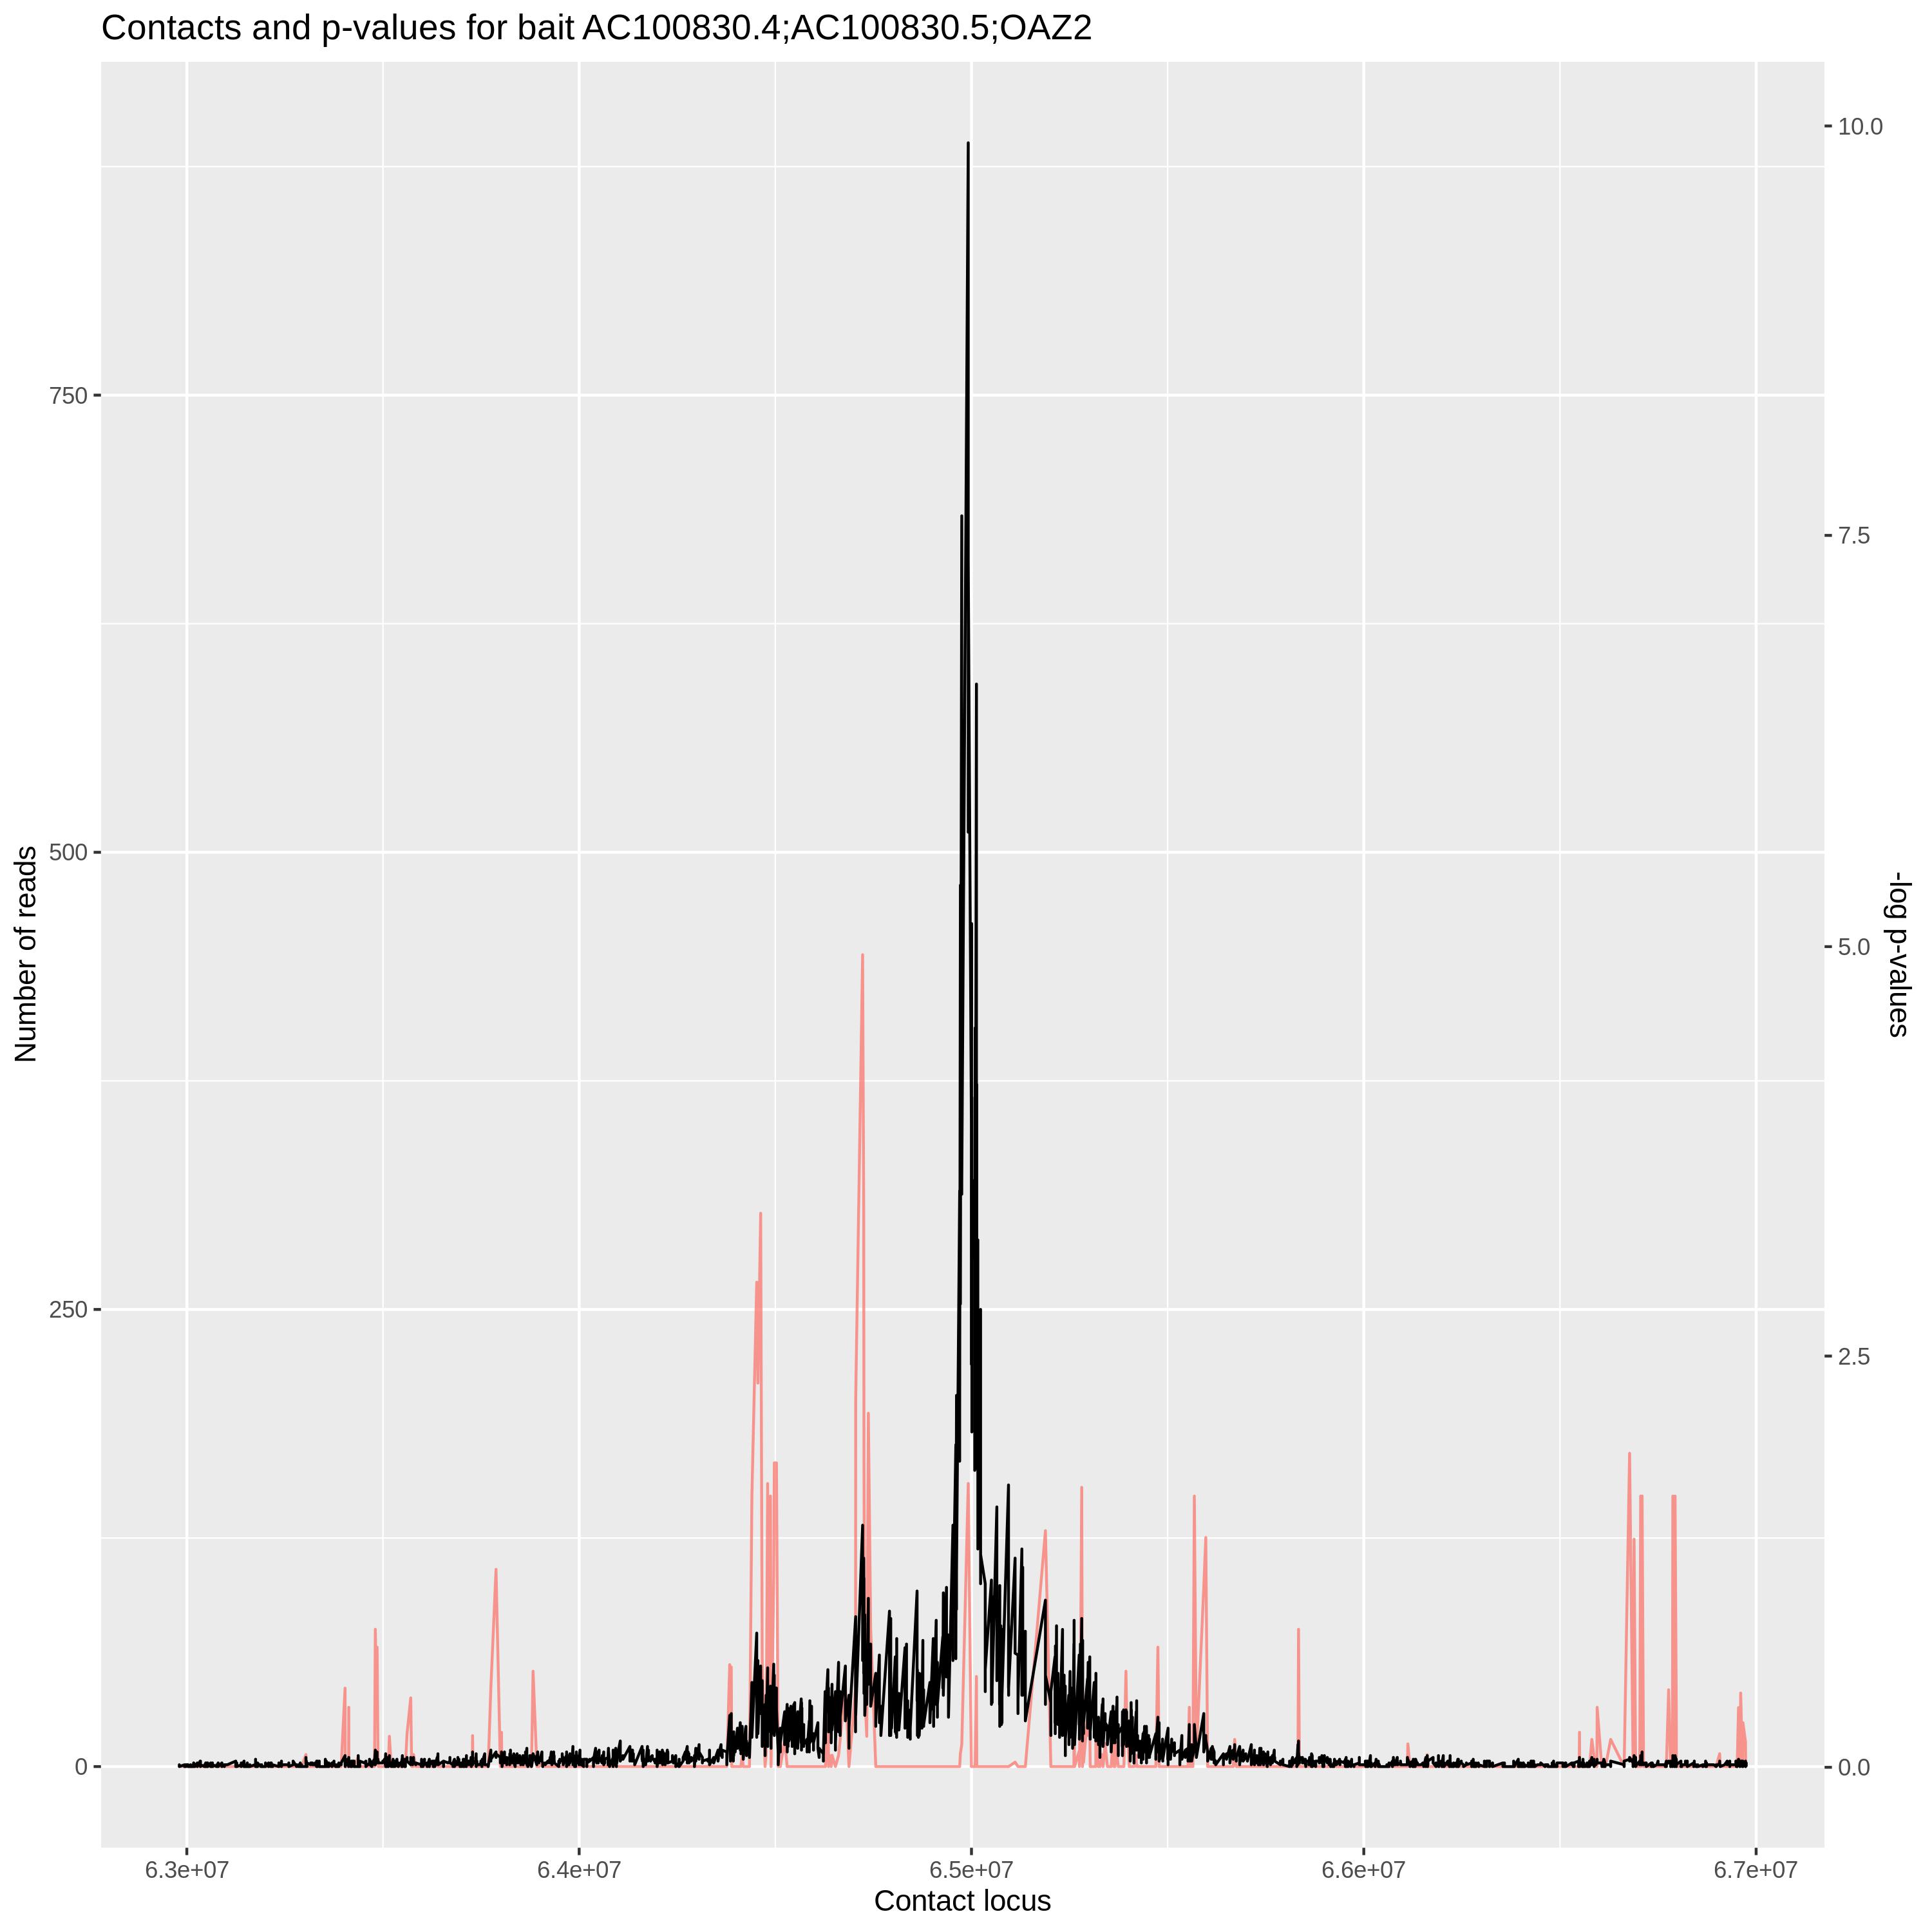 Contacts and p-values for bait AC100830.4;AC100830.5;OAZ2
Number of reads
750
500
250
0
10.0
7.5
5.0
2.5
0.0
-log p-values
6.3e+07
6.4e+07
6.5e+07
6.6e+07
6.7e+07
Contact locus